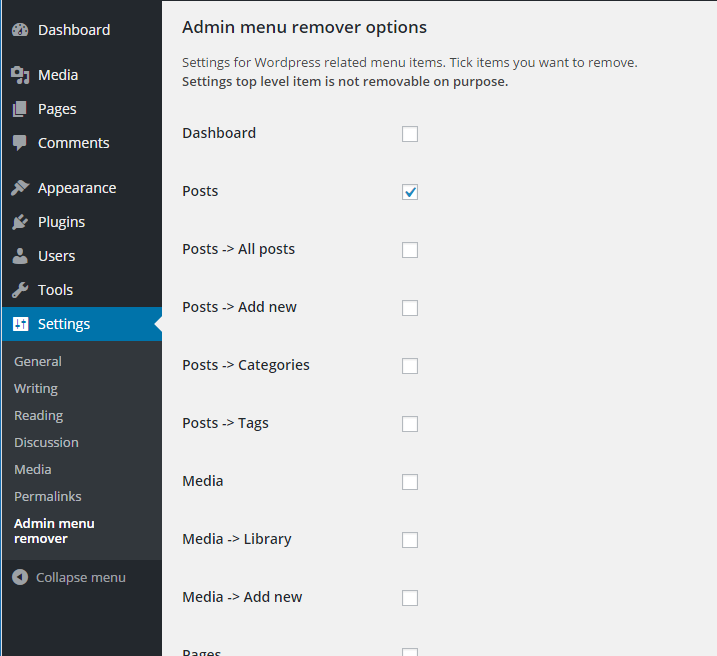 Dashboard
Media
Pages
Comments
Appearance
Plugins
Users
Tools
Settings
General
Writing
Reading
Discussion
Media
Permalinks
Admin menu
remover
Collapse menu
Admin menu remover options
Settings for Wordpress related menu items. Tick items you want to remove.
Settings top level item is not removable on purpose.
Dashboard
Posts
Posts -> All posts
Posts -> Add new
Posts -> Categories
Posts -> Tags
Media
Media -> Library
Media -> Add new
Pages